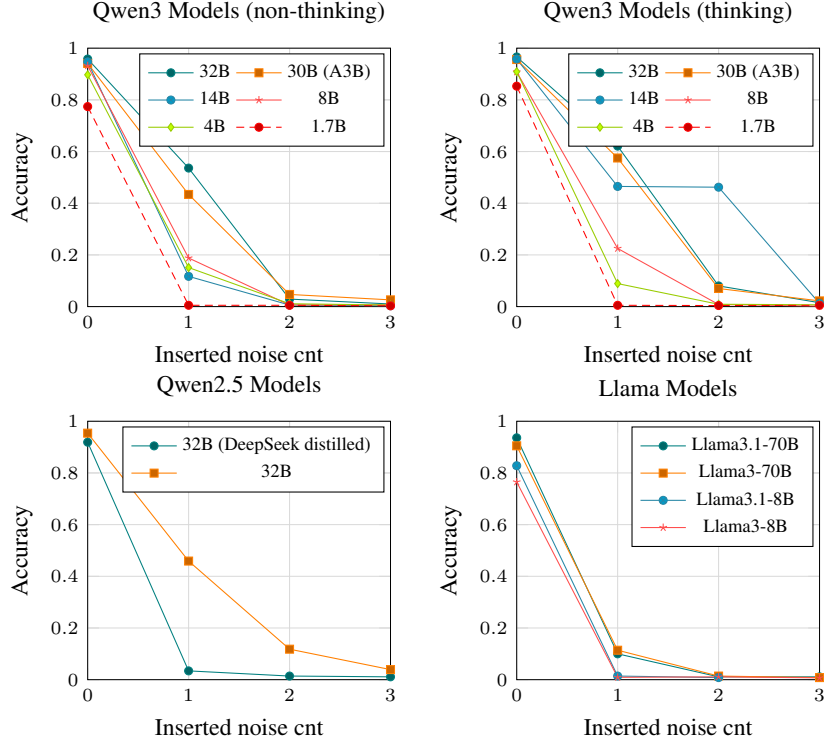 Qwen3 Models (non-thinking)
1
0.8
0.6
0.4
0.2
0
0 1 2 3
Accuracy
Inserted noise cnt
32B 30B (A3B)
14B 8B
4B 1.7B
Qwen3 Models (thinking)
1
0.8
0.6
0.4
0.2
0
0 1 2 3
Accuracy
Inserted noise cnt
32B 30B (A3B)
14B 8B
4B 1.7B
Qwen2.5 Models
1
0.8
0.6
0.4
0.2
0
0 1 2 3
Accuracy
Inserted noise cnt
32B (DeepSeek distilled)
32B
Llama Models
1
0.8
0.6
0.4
0.2
0
0 1 2 3
Accuracy
Inserted noise cnt
Llama3.1-70B
Llama3-70B
Llama3.1-8B
Llama3-8B